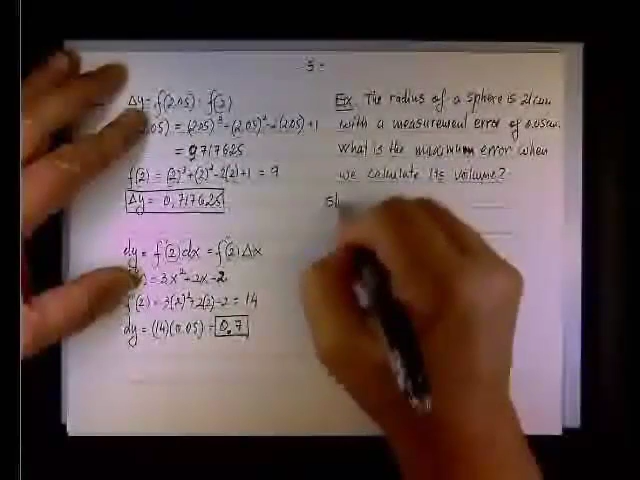 3 =
Δy = f(2.05) - f(2)
2.05) = (2.05)³ + (2.05)² - 2(2.05) + 1
= 9.717625
f(2) = (2)³ + (2)² - 2(2) + 1 = 9
Δy = 0,717625
dy = f'(2)dx = f'(2)Δx
= 3x² + 2x - 2
f'(2) = 3(2)² + 2(2) - 2 = 14
dy = (14)(0.05) = 0.7
Ex. The radius of a sphere is 21cm
with a measurement error of 0.05cm.
What is the maximum error when
we calculate its volume?